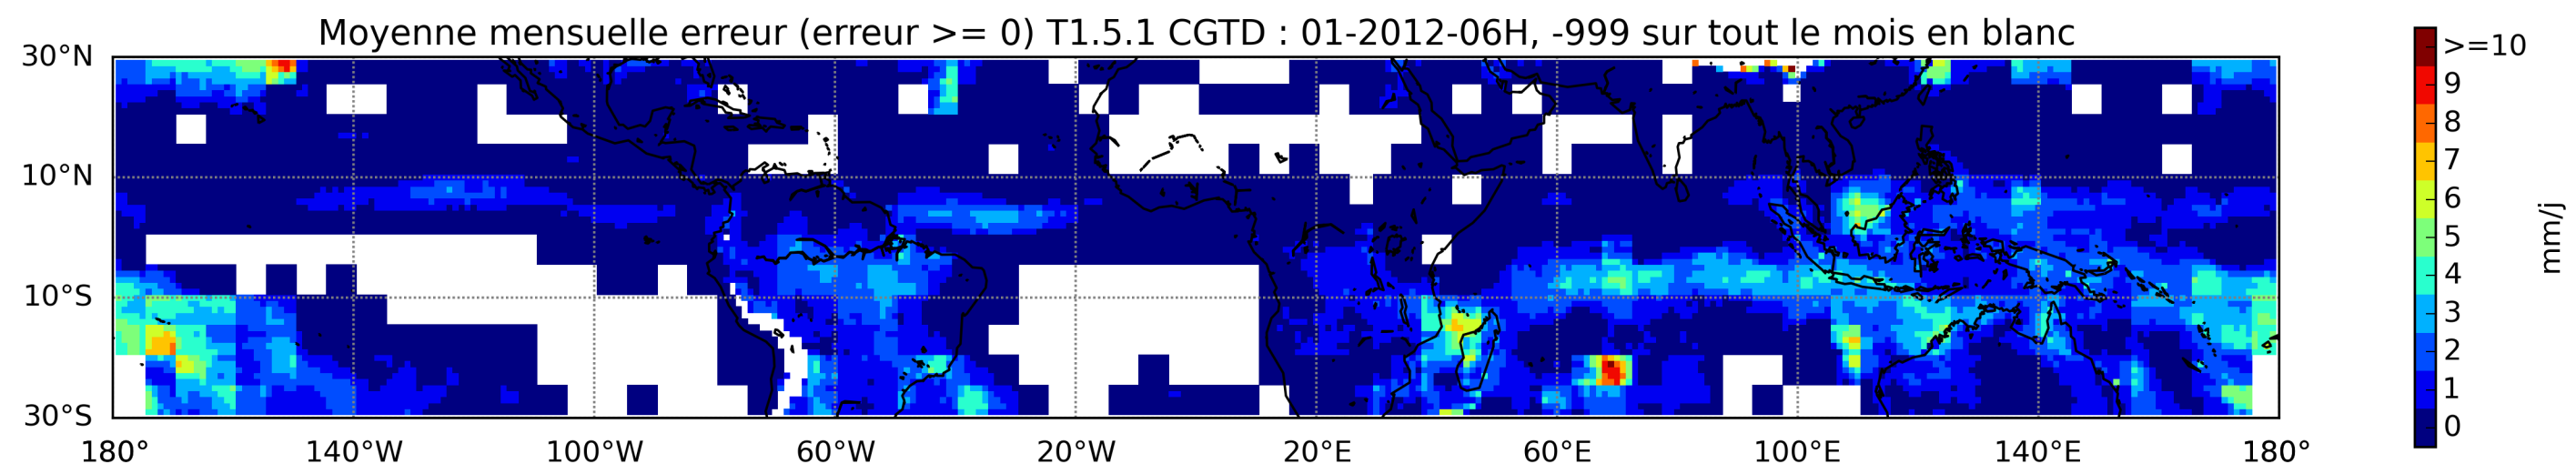 Moyenne mensuelle erreur (erreur >= 0) T1.5.1 CGTD : 01-2012-06H, -999 sur tout le mois en blanc
30°N
10°N
10°S
30°S
180° 140°W 100°W 60°W 20°W 20°E 60°E 100°E 140°E 180°
>=10
9
8
7
6
5
4
3
2
1
0
mm/j